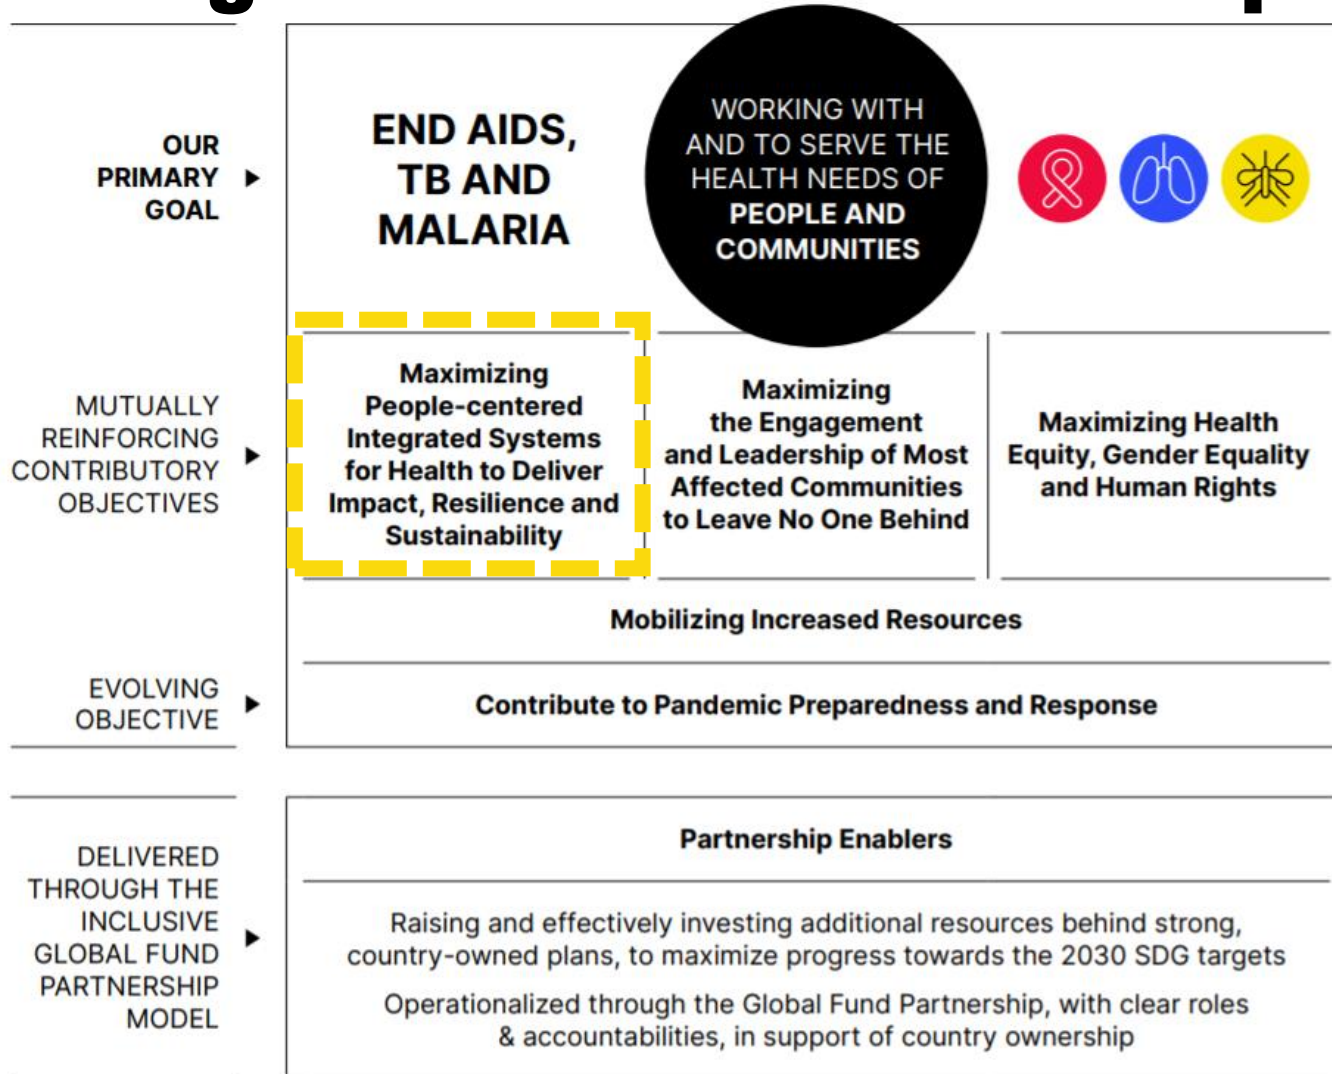 OUR
PRIMARY
GOAL
END AIDS,
TB AND
MALARIA
WORKING WITH
AND TO SERVE THE
HEALTH NEEDS OF
PEOPLE AND
COMMUNITIES
MUTUALLY
REINFORCING
CONTRIBUTORY
OBJECTIVES
Maximizing
People-centered
Integrated Systems
for Health to Deliver
Impact, Resilience and
Sustainability
Maximizing
the Engagement
and Leadership of Most
Affected Communities
to Leave No One Behind
Maximizing Health
Equity, Gender Equality
and Human Rights
Mobilizing Increased Resources
EVOLVING
OBJECTIVE
Contribute to Pandemic Preparedness and Response
DELIVERED
THROUGH THE
INCLUSIVE
GLOBAL FUND
PARTNERSHIP
MODEL
Partnership Enablers
Raising and effectively investing additional resources behind strong,
country-owned plans, to maximize progress towards the 2030 SDG targets
Operationalized through the Global Fund Partnership, with clear roles
& accountabilities, in support of country ownership